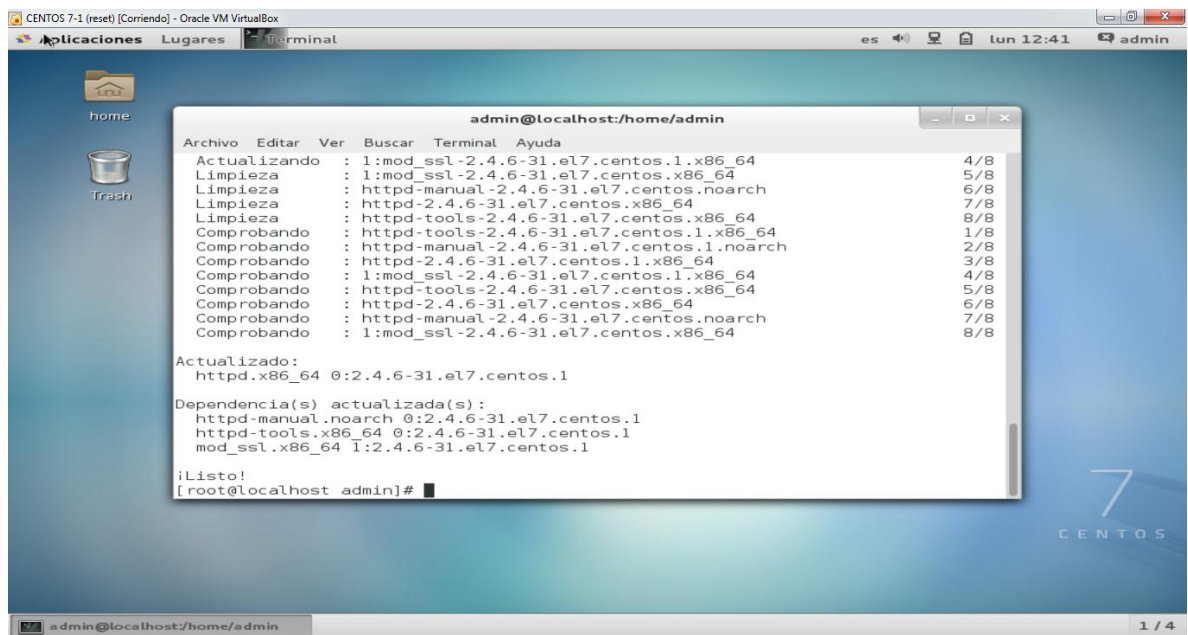 CENTOS 7-1 (reset) [Corriendo] - Oracle VM VirtualBox
Aplicaciones Lugares Terminal es lun 12:41 admin
home
Trash
admin@localhost:/home/admin
Archivo Editar Ver Buscar Terminal Ayuda
Actualizando : 1:mod_ssl-2.4.6-31.el7.centos.1.x86_64 4/8
Limpieza : 1:mod_ssl-2.4.6-31.el7.centos.x86_64 5/8
Limpieza : httpd-manual-2.4.6-31.el7.centos.noarch 6/8
Limpieza : httpd-2.4.6-31.el7.centos.x86_64 7/8
Limpieza : httpd-tools-2.4.6-31.el7.centos.x86_64 8/8
Comprobando : httpd-tools-2.4.6-31.el7.centos.1.x86_64 1/8
Comprobando : httpd-manual-2.4.6-31.el7.centos.1.noarch 2/8
Comprobando : httpd-2.4.6-31.el7.centos.1.x86_64 3/8
Comprobando : 1:mod_ssl-2.4.6-31.el7.centos.1.x86_64 4/8
Comprobando : httpd-tools-2.4.6-31.el7.centos.x86_64 5/8
Comprobando : httpd-2.4.6-31.el7.centos.x86_64 6/8
Comprobando : httpd-manual-2.4.6-31.el7.centos.noarch 7/8
Comprobando : 1:mod_ssl-2.4.6-31.el7.centos.x86_64 8/8
Actualizado:
httpd.x86_64 0:2.4.6-31.el7.centos.1
Dependencia(s) actualizada(s):
httpd-manual.noarch 0:2.4.6-31.el7.centos.1
httpd-tools.x86_64 0:2.4.6-31.el7.centos.1
mod_ssl.x86_64 1:2.4.6-31.el7.centos.1
¡Listo!
[root@localhost admin]#
7
CENTOS
admin@localhost:/home/admin 1 / 4